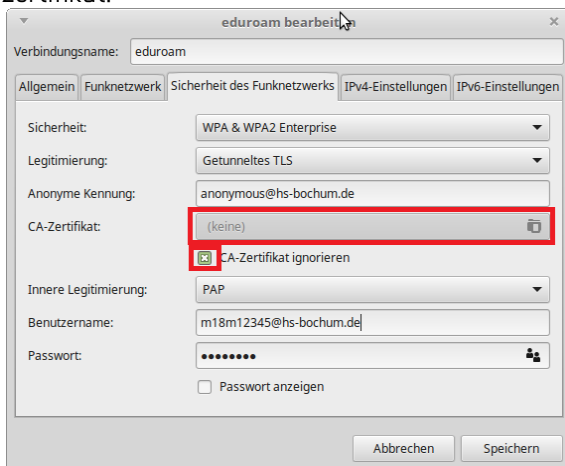 eduroam bearbeiten
Verbindungsname: eduroam
Allgemein Funknetzwerk Sicherheit des Funknetzwerks IPv4-Einstellungen IPv6-Einstellungen
Sicherheit: WPA & WPA2 Enterprise
Legitimierung: Getunneltes TLS
Anonyme Kennung: anonymous@hs-bochum.de
CA-Zertifikat: (keine)
CA-Zertifikat ignorieren
Innere Legitimierung: PAP
Benutzername: m18m12345@hs-bochum.de
Passwort: ••••••••
Passwort anzeigen
Abbrechen Speichern